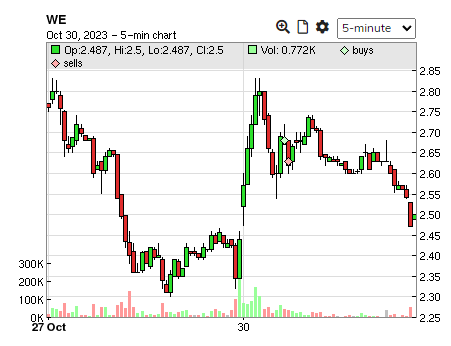 WE
Oct 30, 2023 - 5-min chart
5-minute
Op:2.487, Hi:2.5, Lo:2.487, Cl:2.5 Vol: 0.772K buys
sells
2.85
2.80
2.75
2.70
2.65
2.60
2.55
2.50
2.45
2.40
300K 2.35
200K
100K 2.30
0K 2.25
27 Oct 30